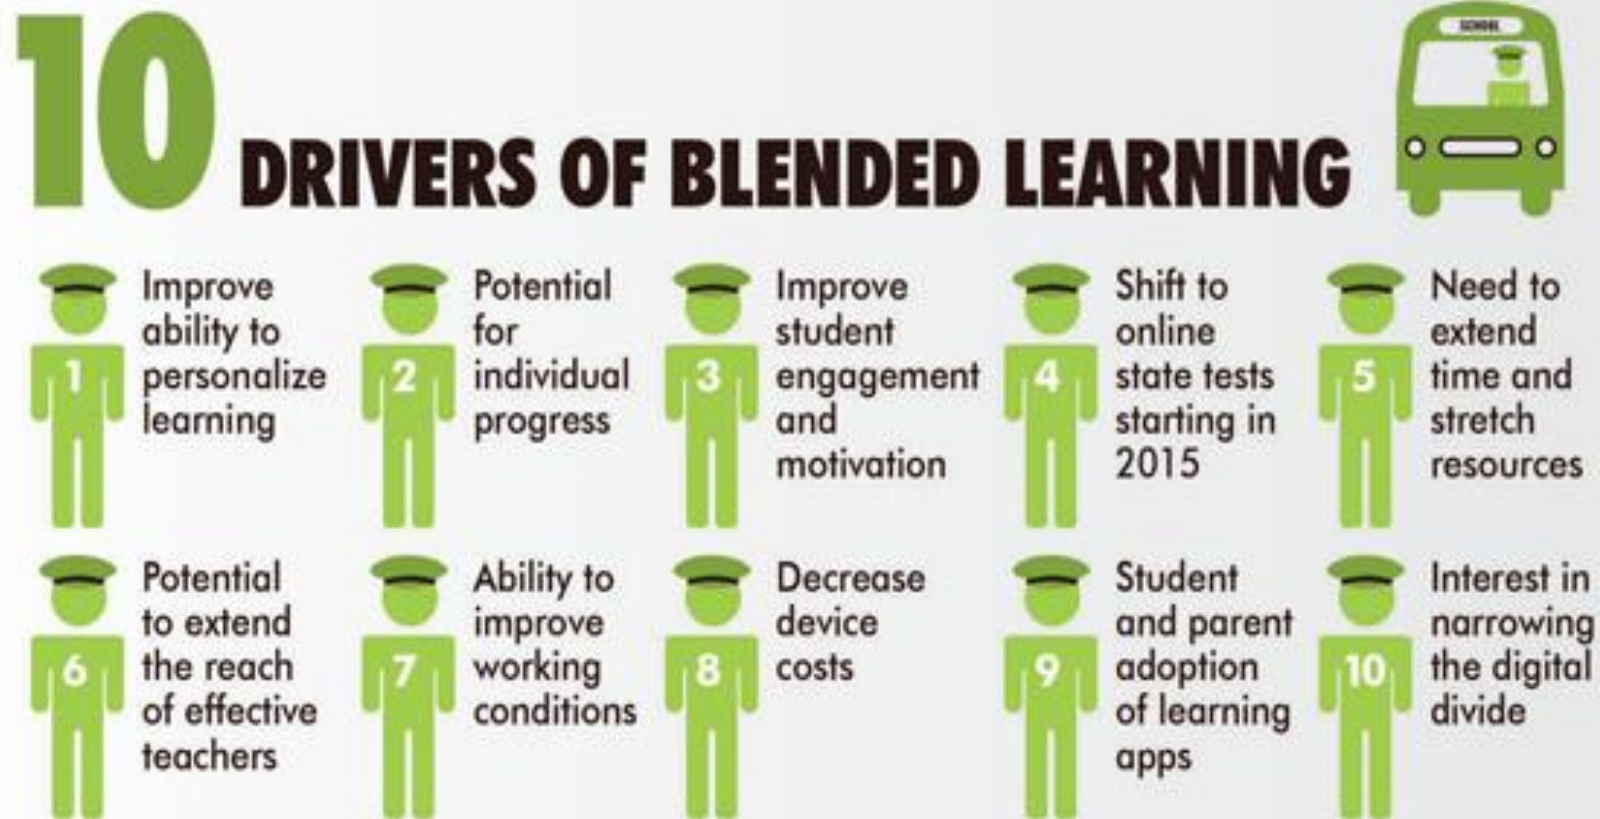 10
DRIVERS OF BLENDED LEARNING
SCHOOL
1
Improve
ability to
personalize
learning
2
Potential
for
individual
progress
3
Improve
student
engagement
and
motivation
4
Shift to
online
state tests
starting in
2015
5
Need to
extend
time and
stretch
resources
6
Potential
to extend
the reach
of effective
teachers
7
Ability to
improve
working
conditions
8
Decrease
device
costs
9
Student
and parent
adoption
of learning
apps
10
Interest in
narrowing
the digital
divide